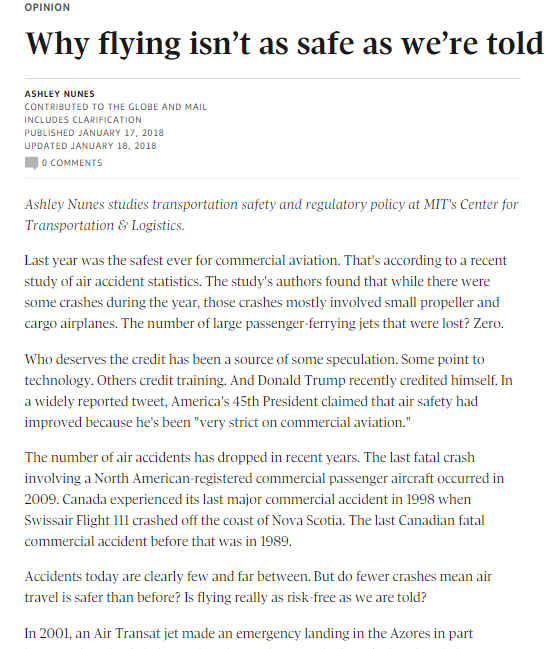 OPINION
Why flying isn't as safe as we're told
ASHLEY NUNES
CONTRIBUTED TO THE GLOBE AND MAIL
INCLUDES CLARIFICATION
PUBLISHED JANUARY 17, 2018
UPDATED JANUARY 18, 2018
0 COMMENTS
Ashley Nunes studies transportation safety and regulatory policy at MIT's Center for
Transportation & Logistics.
Last year was the safest ever for commercial aviation. That's according to a recent
study of air accident statistics. The study's authors found that while there were
some crashes during the year, those crashes mostly involved small propeller and
cargo airplanes. The number of large passenger-ferrying jets that were lost? Zero.
Who deserves the credit has been a source of some speculation. Some point to
technology. Others credit training. And Donald Trump recently credited himself. In
a widely reported tweet, America's 45th President claimed that air safety had
improved because he's been "very strict on commercial aviation."
The number of air accidents has dropped in recent years. The last fatal crash
involving a North American-registered commercial passenger aircraft occurred in
2009. Canada experienced its last major commercial accident in 1998 when
Swissair Flight 111 crashed off the coast of Nova Scotia. The last Canadian fatal
commercial accident before that was in 1989.
Accidents today are clearly few and far between. But do fewer crashes mean air
travel is safer than before? Is flying really as risk-free as we are told?
In 2001, an Air Transat jet made an emergency landing in the Azores in part